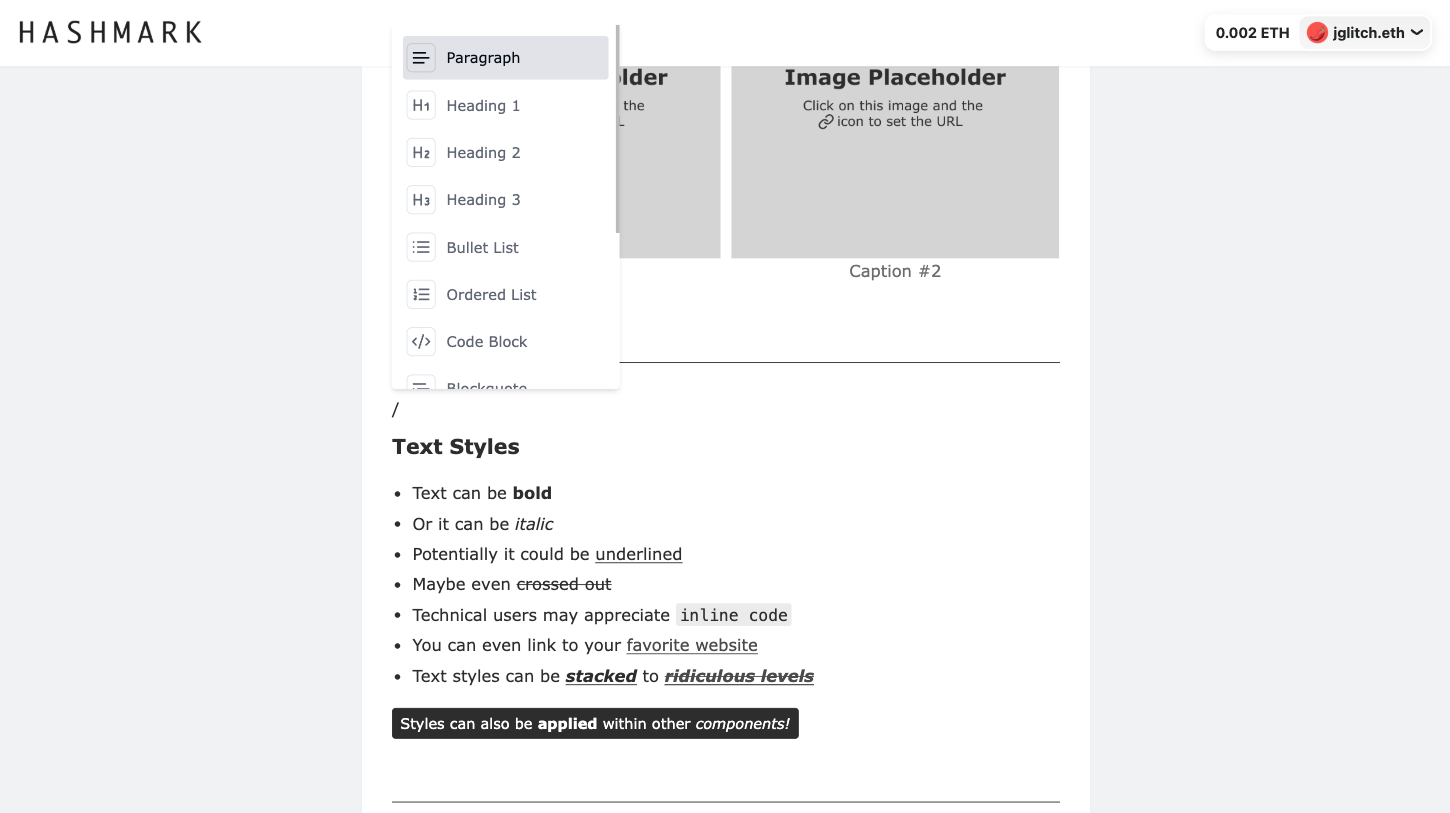 HASHMARK
0.002 ETH
jglitch.eth
Paragraph
H1 Heading 1
H2 Heading 2
H3 Heading 3
Bullet List
Ordered List
</> Code Block
Blockquote
lder
the
Image Placeholder
Click on this image and the
icon to set the URL
Caption #2
/
Text Styles
• Text can be bold
• Or it can be italic
• Potentially it could be underlined
• Maybe even crossed out
• Technical users may appreciate inline code
• You can even link to your favorite website
• Text styles can be stacked to ridiculous levels
Styles can also be applied within other components!